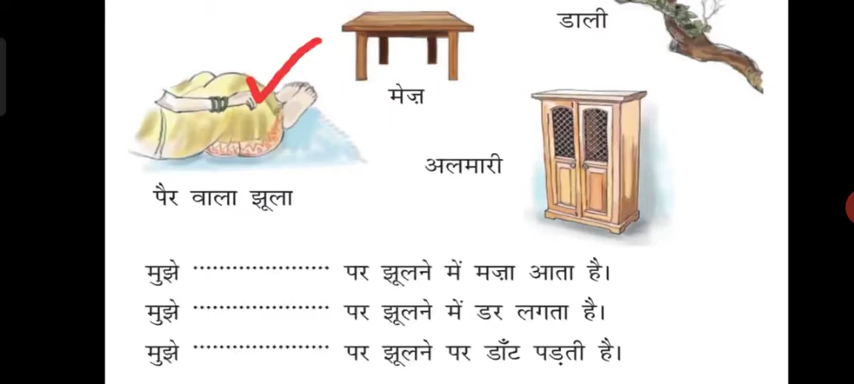 डाली
मेज़
अलमारी
पैर वाला झूला
मुझे ····················· पर झूलने में मज़ा आता है।
मुझे ····················· पर झूलने में डर लगता है।
मुझे ····················· पर झूलने पर डाँट पड़ती है।